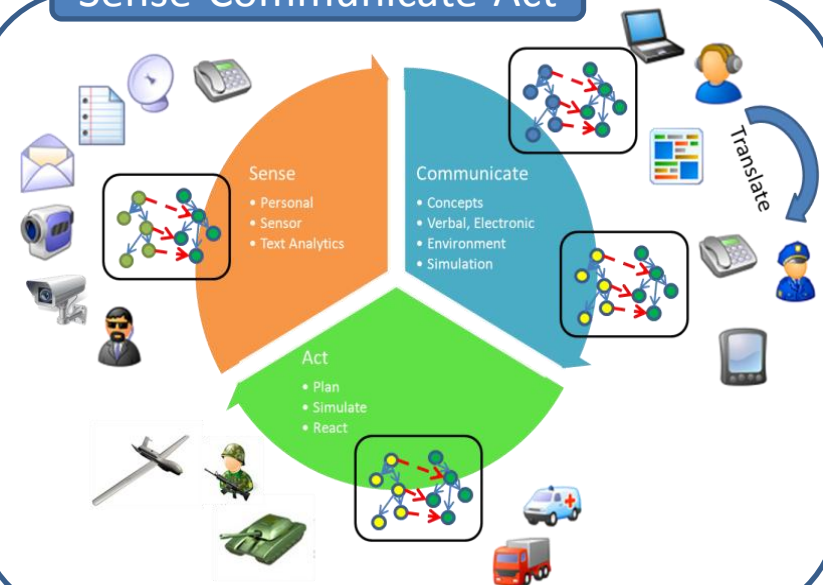 Sense Communicate Act
Sense
• Personal
• Sensor
• Text Analytics
Communicate
• Concepts
• Verbal, Electronic
• Environment
• Simulation
Translate
Act
• Plan
• Simulate
• React